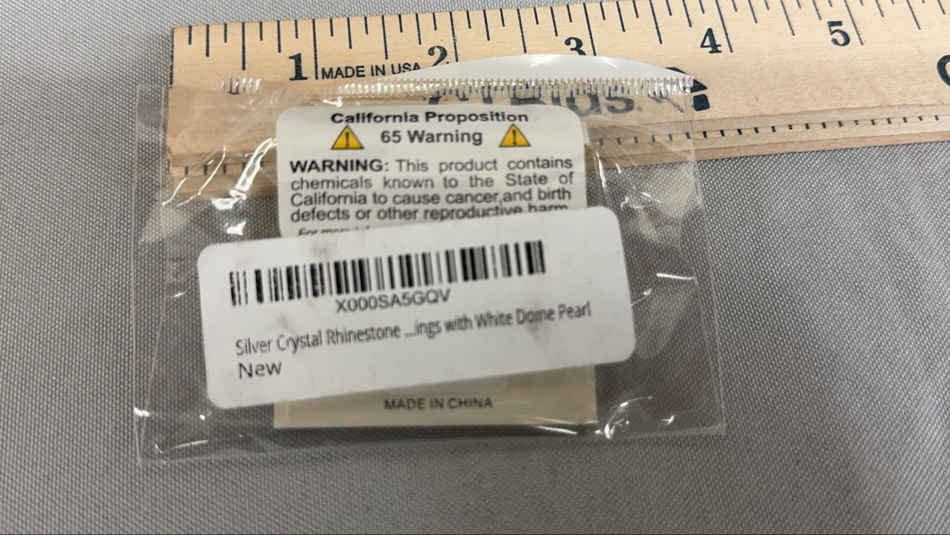 1 2 3 4 5
MADE IN USA
California Proposition
65 Warning
WARNING: This product contains
chemicals known to the State of
California to cause cancer,and birth
defects or other reproductive harm.
For more
X000SA5GQV
Silver Crystal Rhinestone ...ings with White Dome Pearl
New
MADE IN CHINA